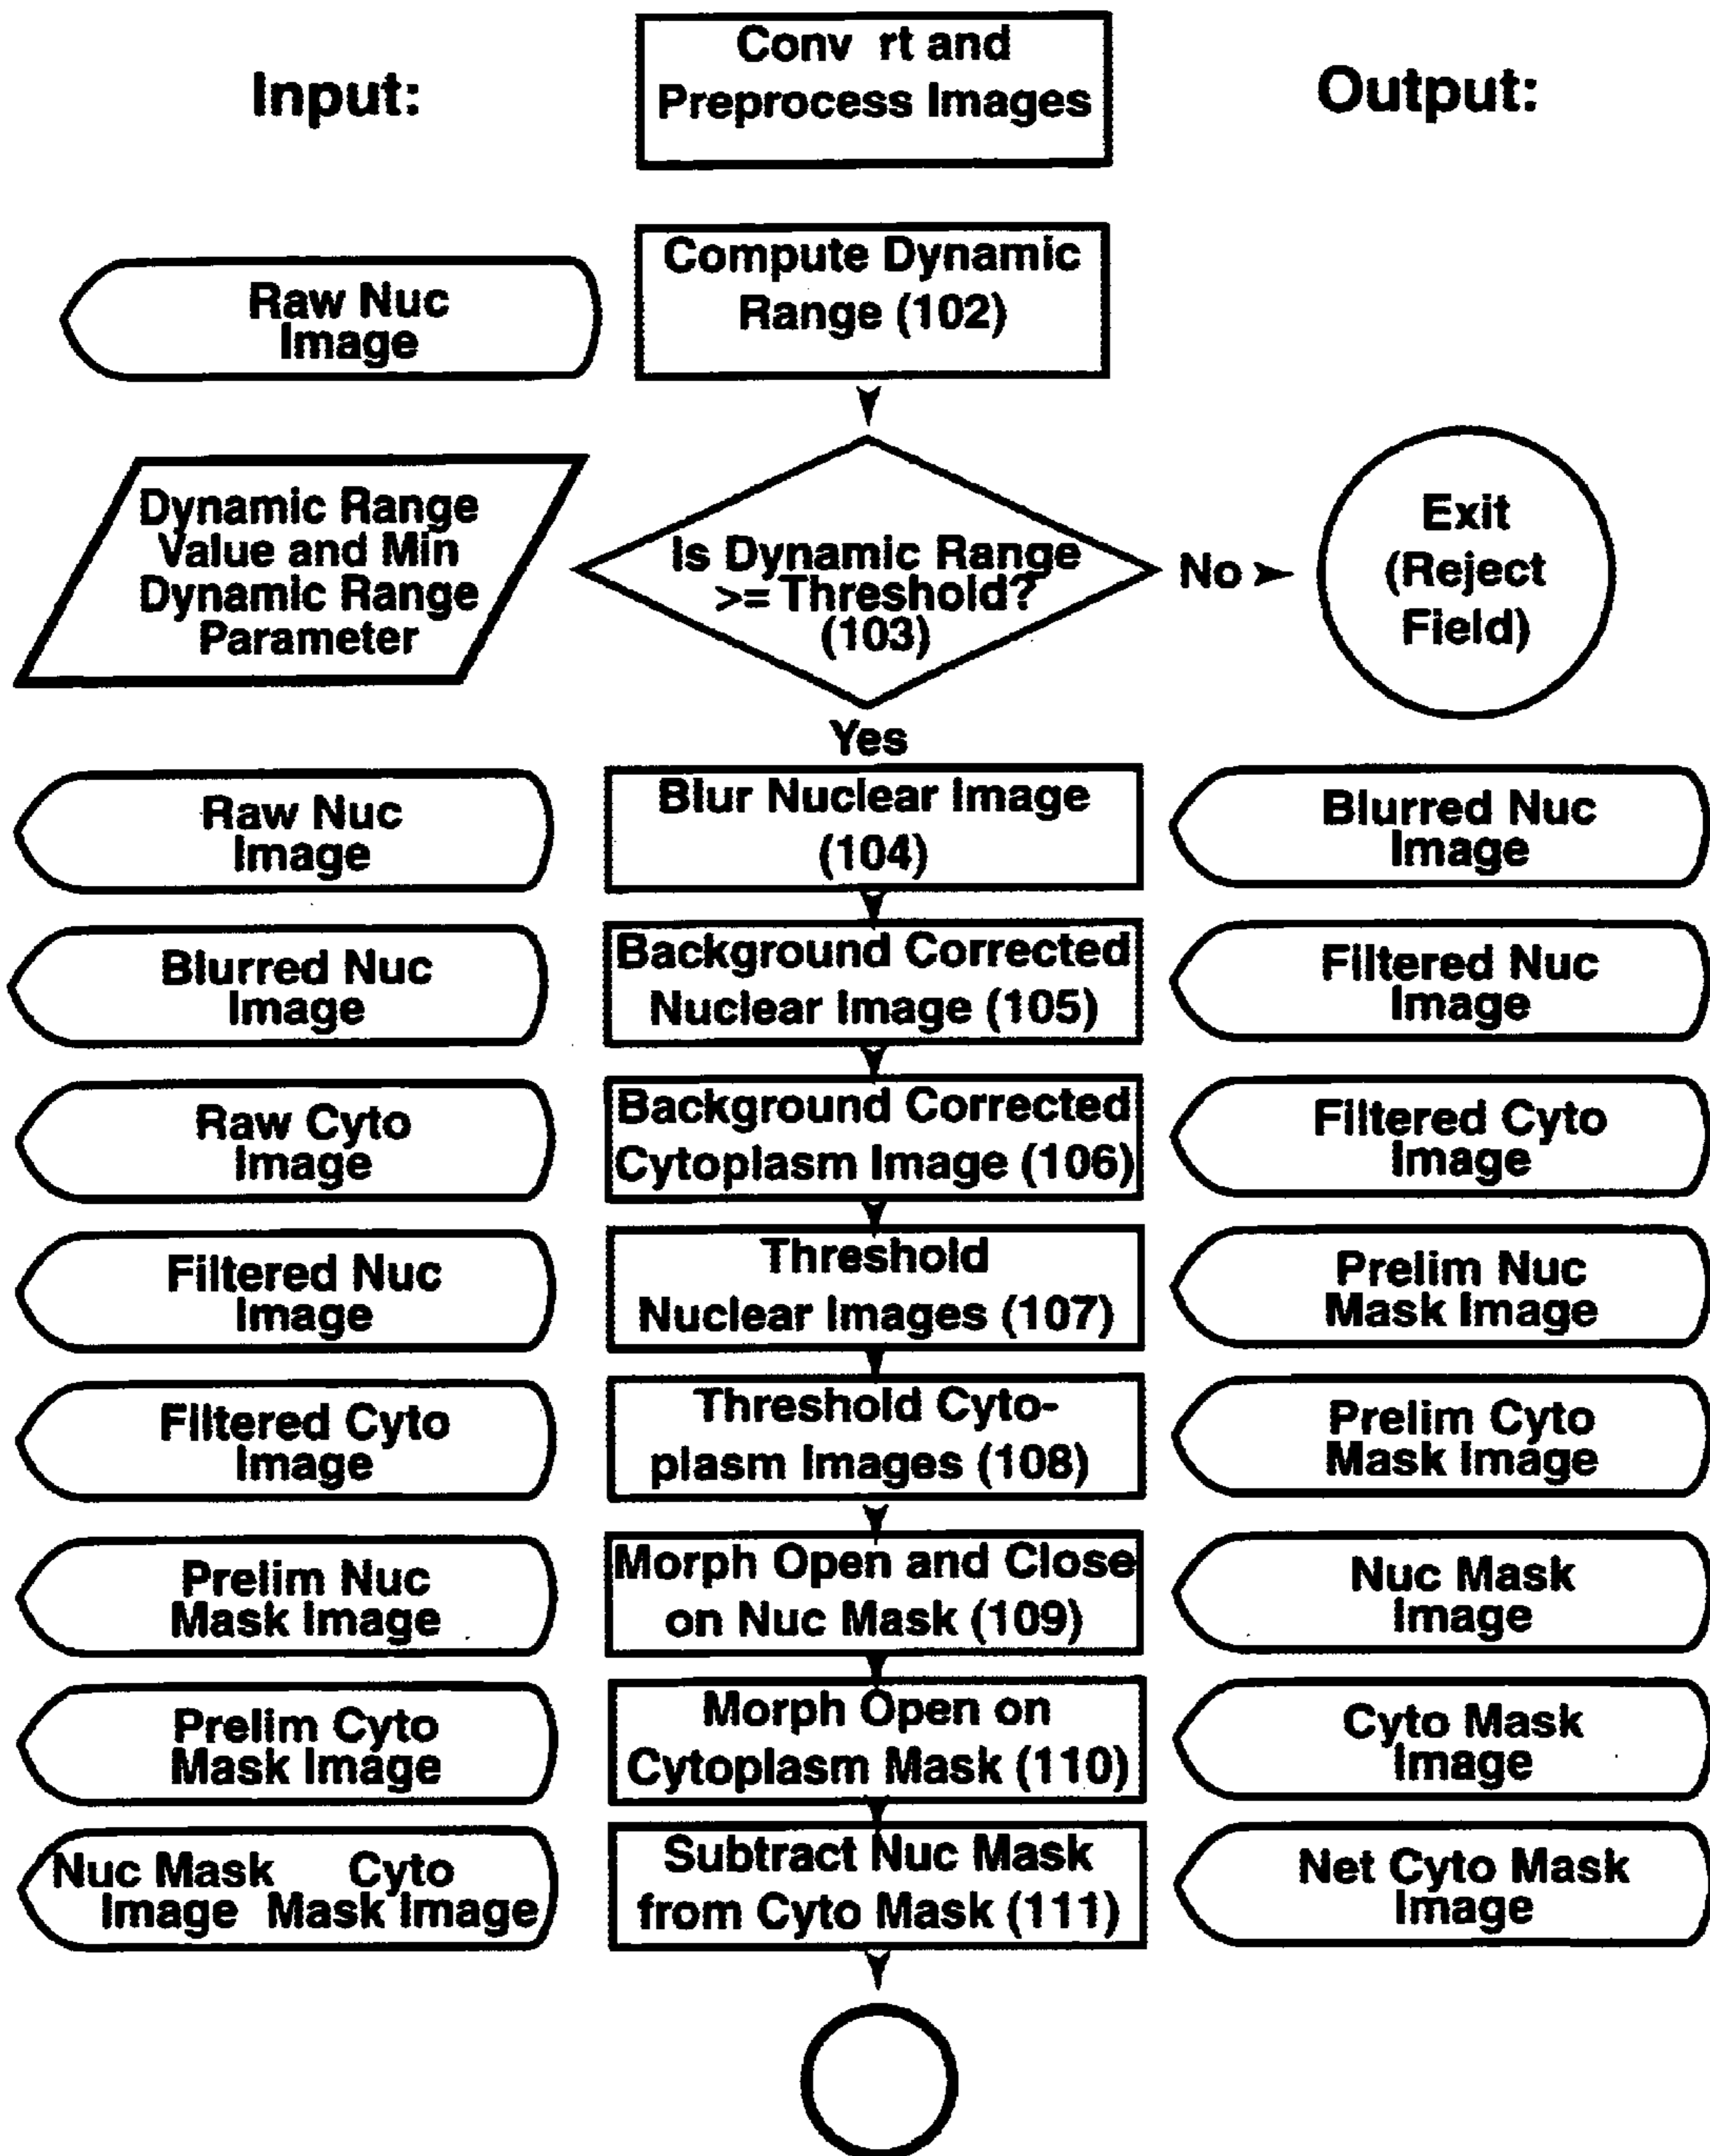 Input:
Conv rt and
Preprocess Images
Output:
Raw Nuc
Image
Compute Dynamic
Range (102)
Dynamic Range
Value and Min
Dynamic Range
Parameter
Is Dynamic Range
>= Threshold?
(103)
No
Exit
(Reject
Field)
Yes
Raw Nuc
Image
Blur Nuclear Image
(104)
Blurred Nuc
Image
Blurred Nuc
Image
Background Corrected
Nuclear Image (105)
Filtered Nuc
Image
Raw Cyto
Image
Background Corrected
Cytoplasm Image (106)
Filtered Cyto
Image
Filtered Nuc
Image
Threshold
Nuclear Images (107)
Prelim Nuc
Mask Image
Filtered Cyto
Image
Threshold Cyto-
plasm Images (108)
Prelim Cyto
Mask Image
Prelim Nuc
Mask Image
Morph Open and Close
on Nuc Mask (109)
Nuc Mask
Image
Prelim Cyto
Mask Image
Morph Open on
Cytoplasm Mask (110)
Cyto Mask
Image
Nuc Mask
Image
Cyto
Mask Image
Subtract Nuc Mask
from Cyto Mask (111)
Net Cyto Mask
Image